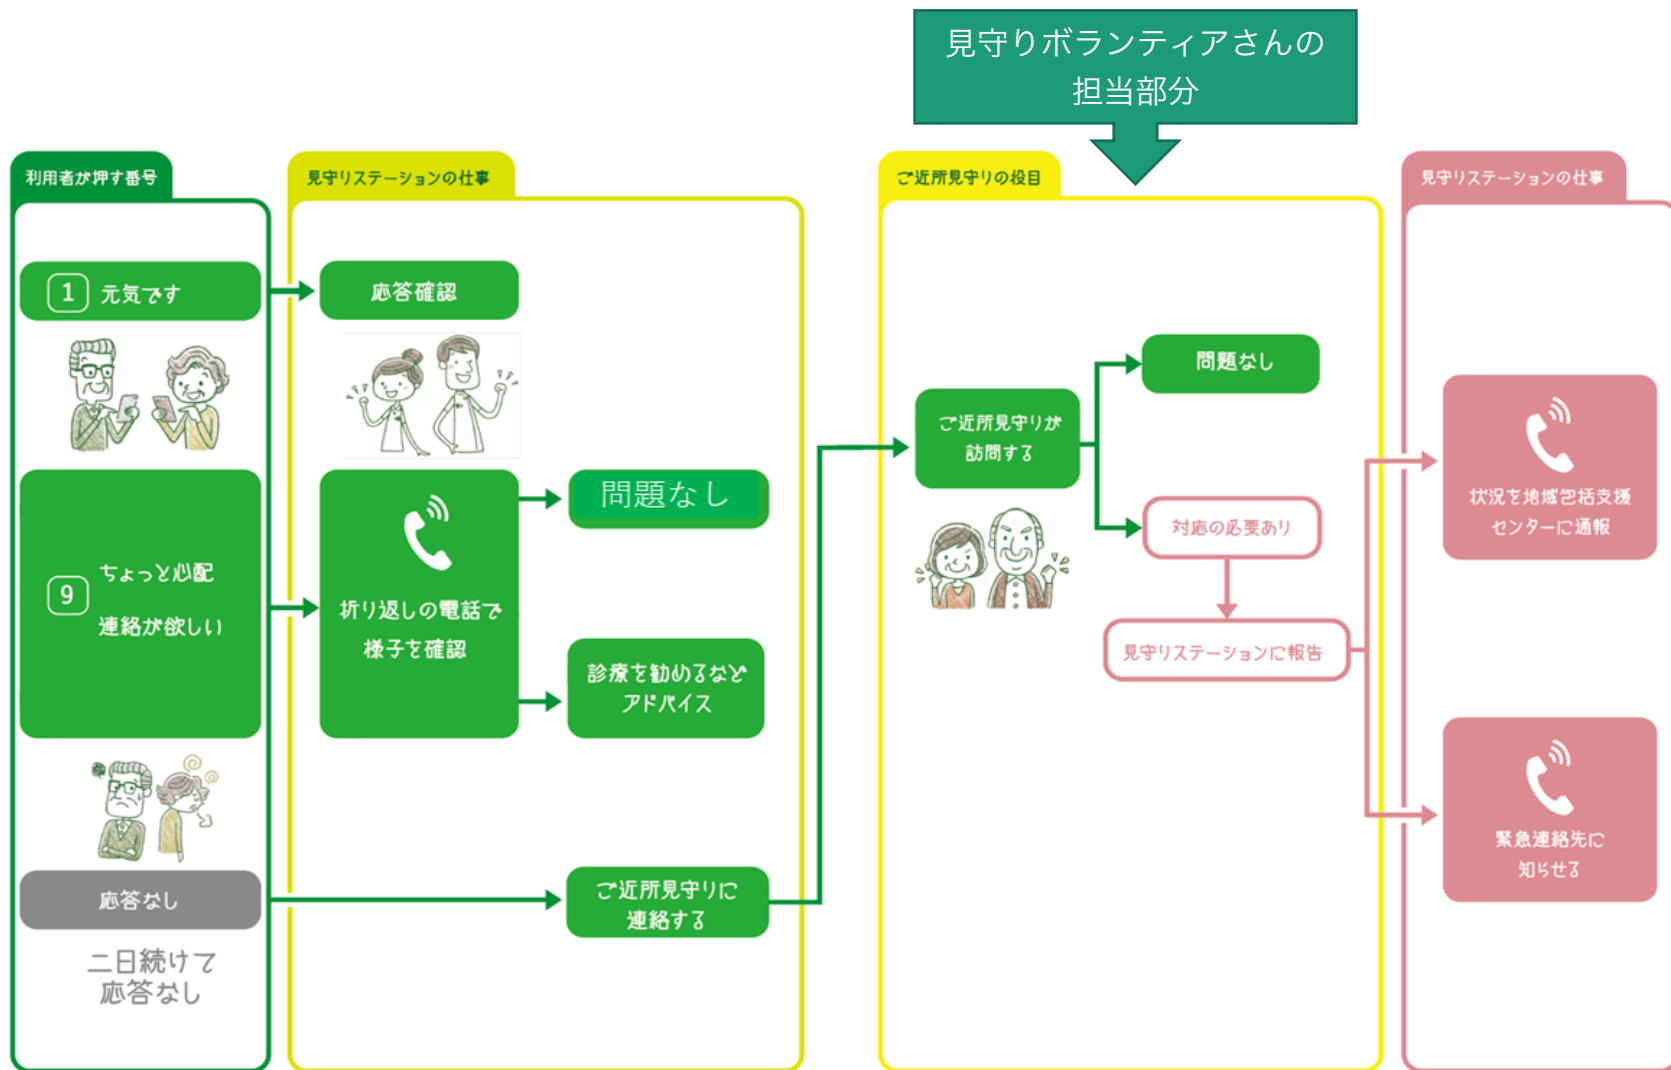 見守りボランティアさんの
担当部分
利用者が押す番号
1 元気です
9 ちょっと心配
連絡が欲しい
応答なし
二日続けて
応答なし
見守りステーションの仕事
応答確認
折り返しの電話で
様子を確認
問題なし
診療を勧めるなど
アドバイス
ご近所見守りに
連絡する
ご近所見守りの役目
ご近所見守りが
訪問する
問題なし
対応の必要あり
見守りステーションに報告
見守りステーションの仕事
状況を地域包括支援
センターに通報
緊急連絡先に
知らせる